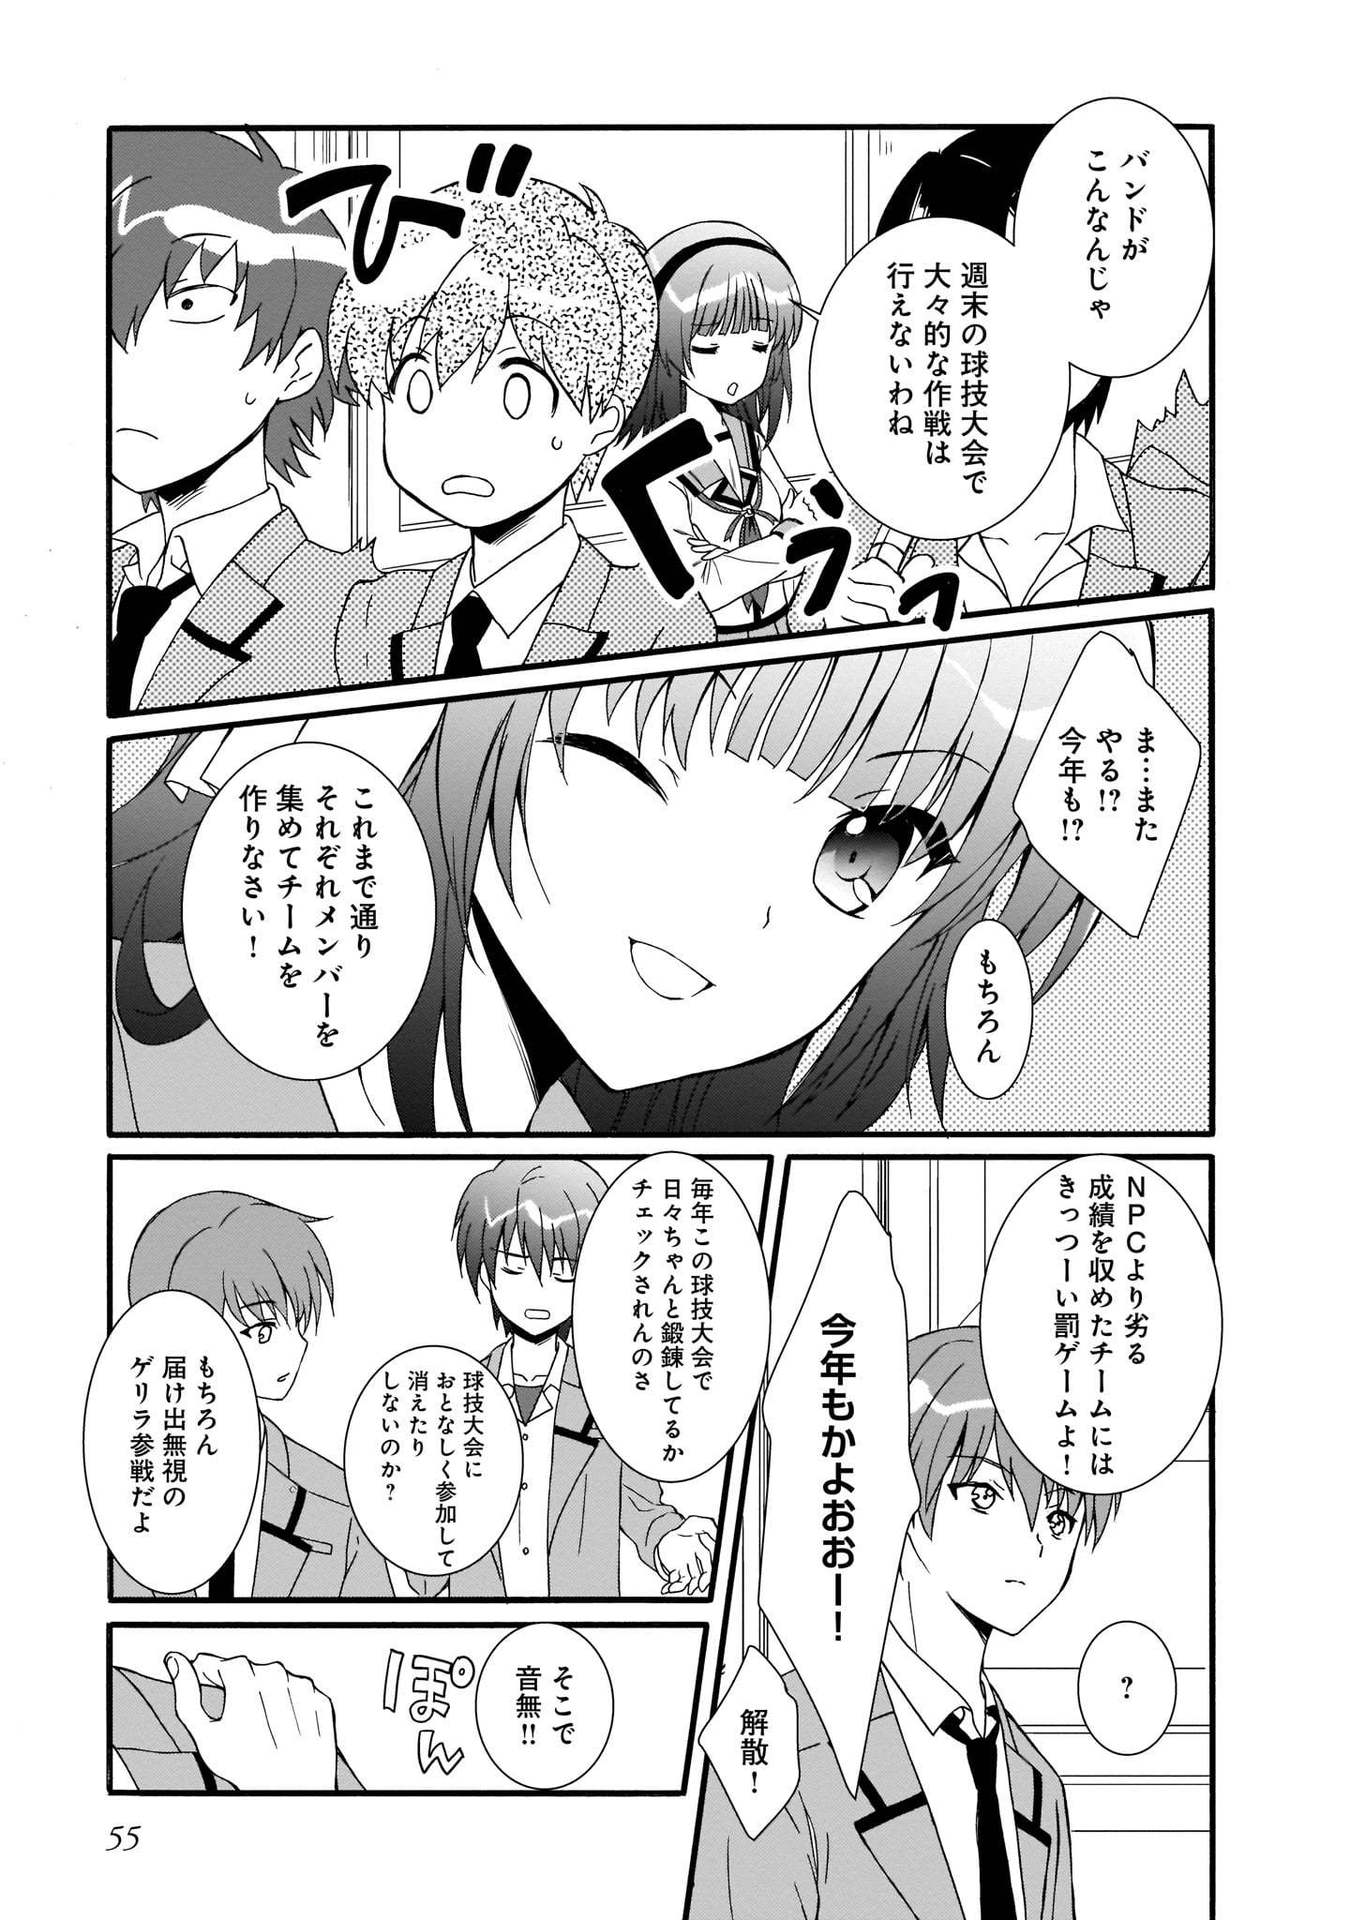 バンドが
こんなんじゃ
週末の球技大会で
大々的な作戦は
行えないわね
びくっっ
ま…また
やる!?
今年も!?
もちろん
これまで通り
それぞれメンバーを
集めてチームを
作りなさい！
NPCより劣る
成績を収めたチームには
きっつーい罰ゲームよ！
今年もかよおおー！
?
解散！
毎年この球技大会で
日々ちゃんと鍛錬してるか
チェックされんのさ
球技大会に
おとなしく参加して
消えたり
しないのか？
もちろん
届け出無視の
ゲリラ参戦だよ
そこで
音無!!
ぽん
55